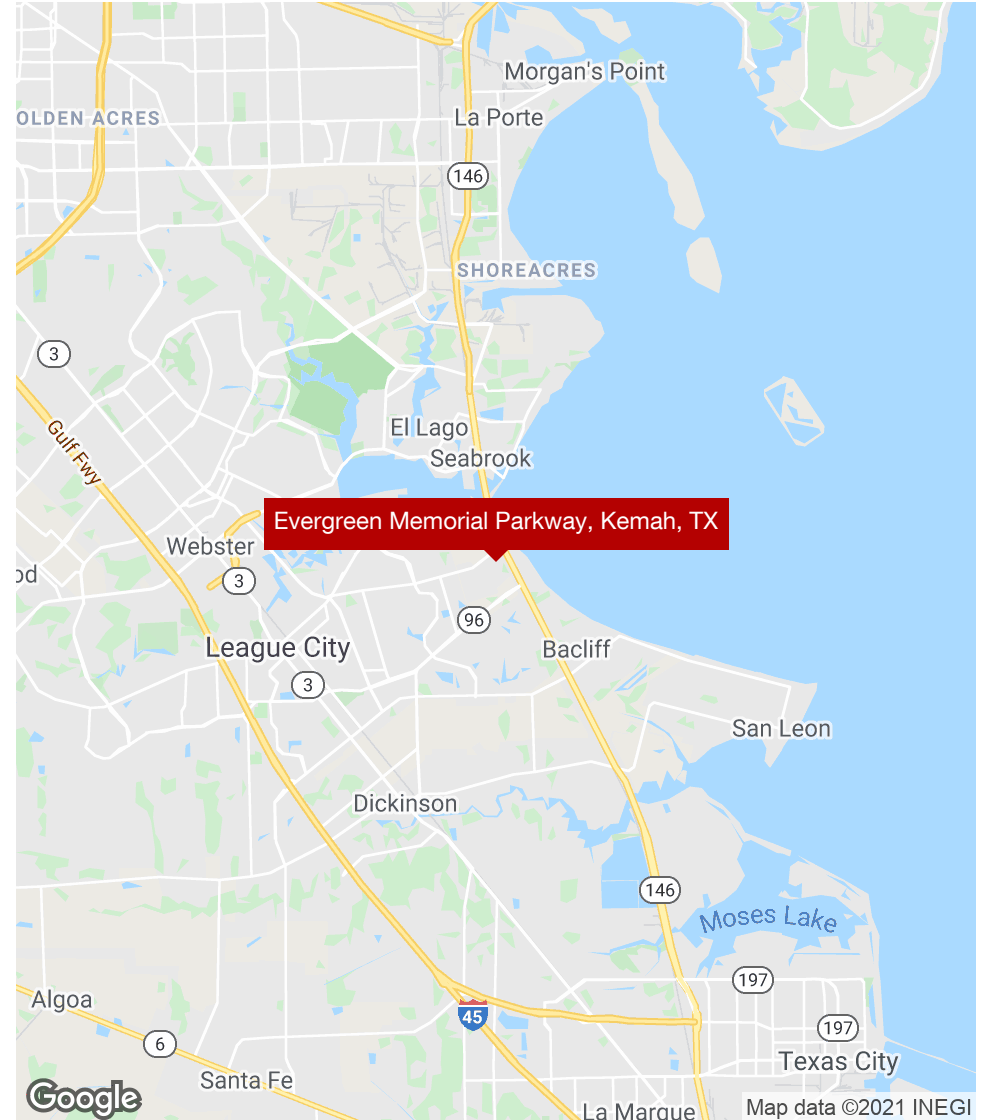 Morgan's Point
OLDEN ACRES
La Porte
146
SHOREACRES
3
El Lago
Gulf Fwy
Seabrook
Evergreen Memorial Parkway, Kemah, TX
Webster
od
3
96
League City
Bacliff
3
San Leon
Dickinson
146
Moses Lake
197
Algoa
45
197
6
Texas City
Santa Fe
Google
La Marque
Map data ©2021 INEGI